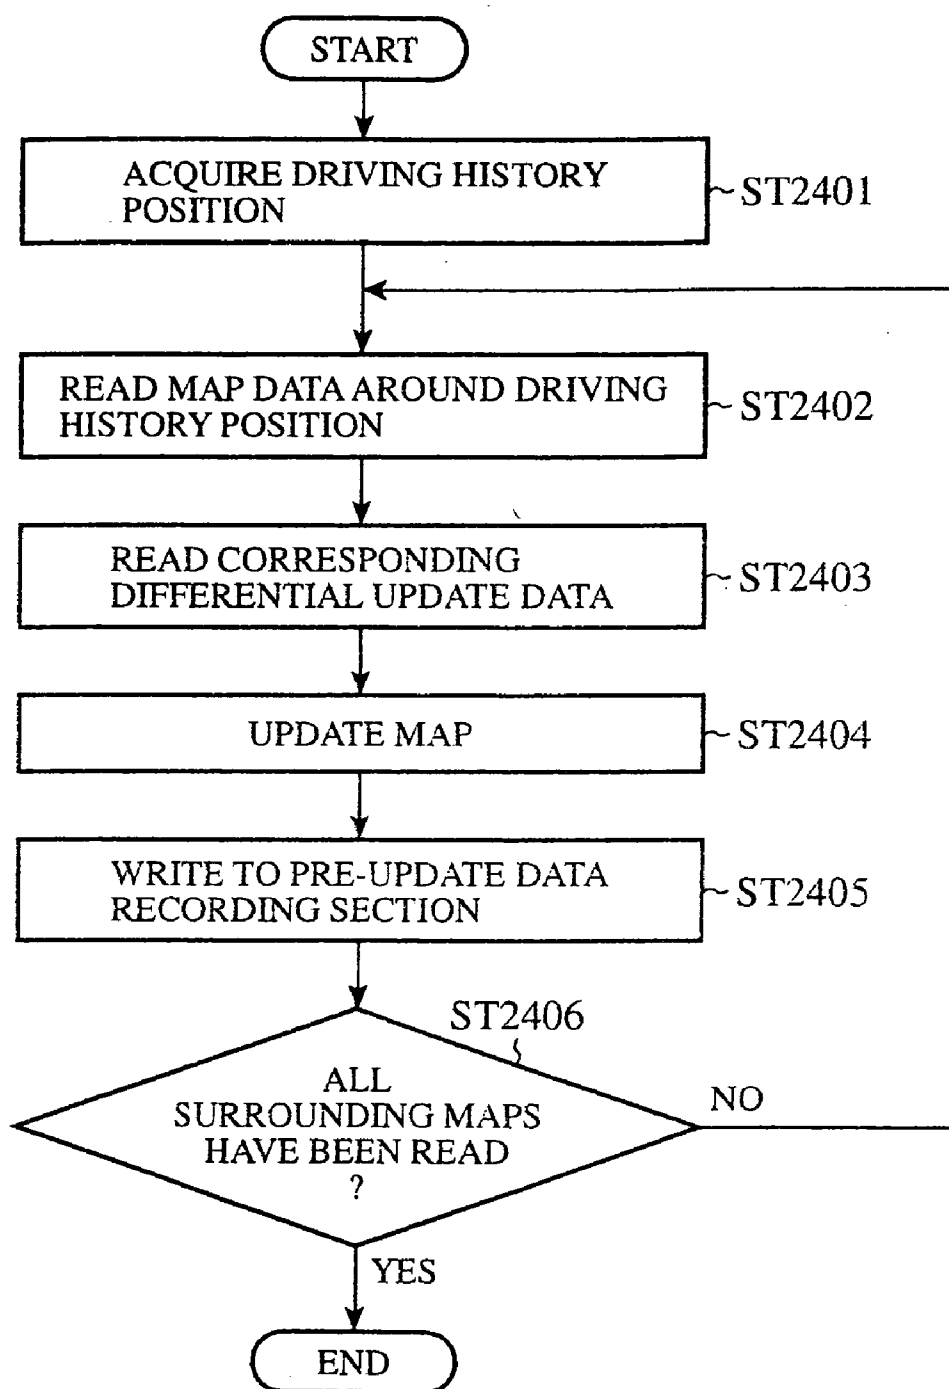 START
ACQUIRE DRIVING HISTORY
POSITION
ST2401
READ MAP DATA AROUND DRIVING
HISTORY POSITION
ST2402
READ CORRESPONDING
DIFFERENTIAL UPDATE DATA
ST2403
UPDATE MAP
ST2404
WRITE TO PRE-UPDATE DATA
RECORDING SECTION
ST2405
ST2406
ALL
SURROUNDING MAPS
HAVE BEEN READ
?
NO
YES
END